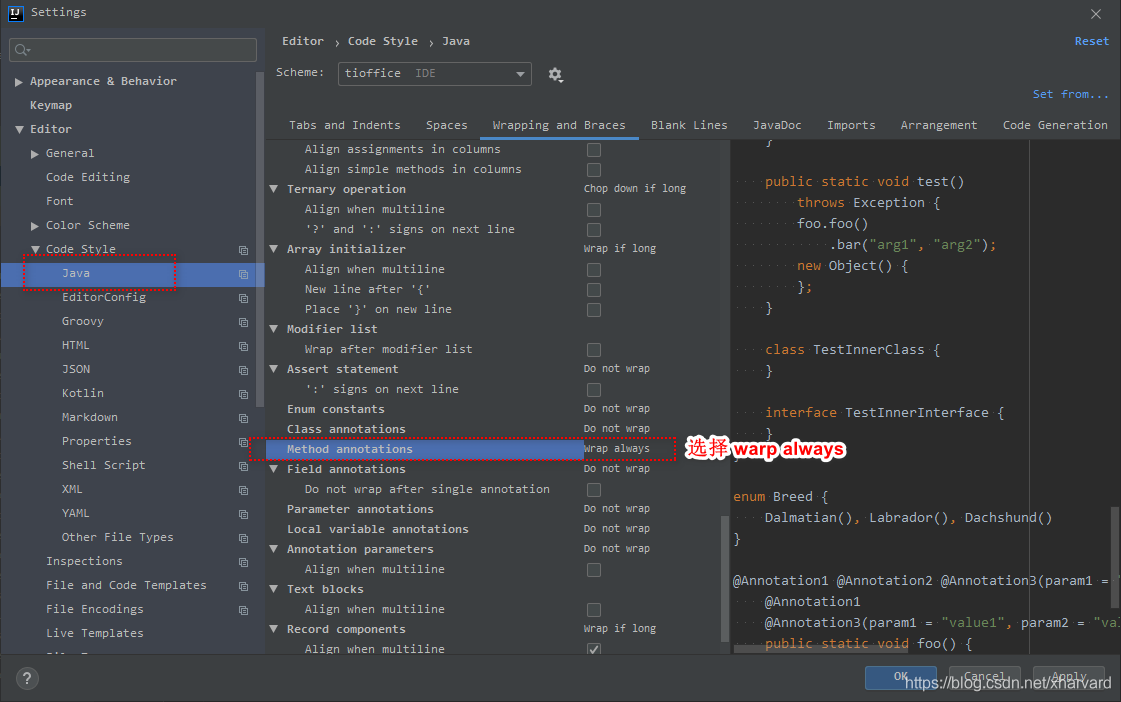 Settings
Editor › Code Style › Java
Reset
Scheme: tioffice IDE
Set from...
Appearance & Behavior
Keymap
Editor
General
Code Editing
Font
Color Scheme
Code Style
Java
EditorConfig
Groovy
HTML
JSON
Kotlin
Markdown
Properties
Shell Script
XML
YAML
Other File Types
Inspections
File and Code Templates
File Encodings
Live Templates
Tabs and Indents Spaces Wrapping and Braces Blank Lines JavaDoc Imports Arrangement Code Generation
Align assignments in columns
Align simple methods in columns
Ternary operation Chop down if long
Align when multiline
'?' and ':' signs on next line
Array initializer Wrap if long
Align when multiline
New line after '{'
Place '}' on new line
Modifier list
Wrap after modifier list
Assert statement Do not wrap
':' signs on next line
Enum constants Do not wrap
Class annotations Do not wrap
Method annotations Wrap always
选择 warp always
Field annotations Do not wrap
Do not wrap after single annotation
Parameter annotations Do not wrap
Local variable annotations Do not wrap
Annotation parameters Do not wrap
Align when multiline
Text blocks
Align when multiline
Record components Wrap if long
Align when multiline
}
public static void test()
throws Exception {
foo.foo()
.bar("arg1", "arg2");
new Object() {
};
}
class TestInnerClass {
}
interface TestInnerInterface {
}
}
enum Breed {
Dalmatian(), Labrador(), Dachshund()
}
@Annotation1 @Annotation2 @Annotation3(param1 = "
@Annotation1
@Annotation3(param1 = "value1", param2 = "val
public static void foo() {
?
OK Cancel Apply
https://blog.csdn.net/xharvard